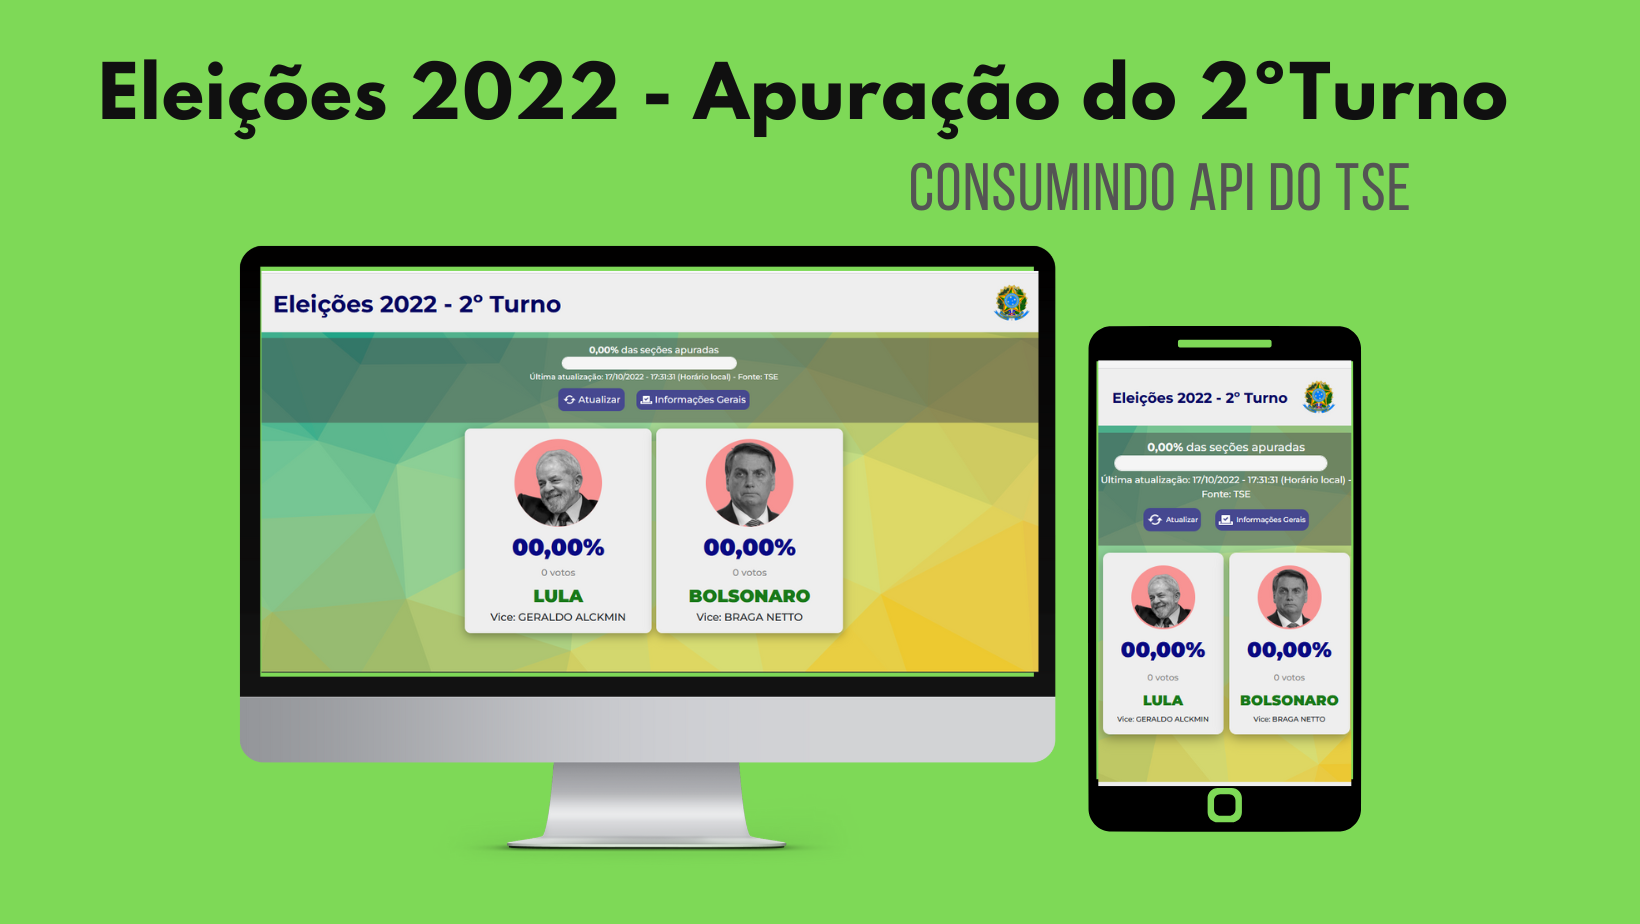 Eleições 2022 - Apuração do 2ºTurno
CONSUMINDO API DO TSE
Eleições 2022 - 2º Turno
0,00% das seções apuradas
Última atualização: 17/10/2022 - 17:31:31 (Horário local) - Fonte: TSE
Atualizar
Informações Gerais
00,00%
0 votos
LULA
Vice: GERALDO ALCKMIN
00,00%
0 votos
BOLSONARO
Vice: BRAGA NETTO
Eleições 2022 - 2º Turno
0,00% das seções apuradas
Última atualização: 17/10/2022 - 17:31:31 (Horário local) -
Fonte: TSE
Atualizar
Informações Gerais
00,00%
0 votos
LULA
Vice: GERALDO ALCKMIN
00,00%
0 votos
BOLSONARO
Vice: BRAGA NETTO